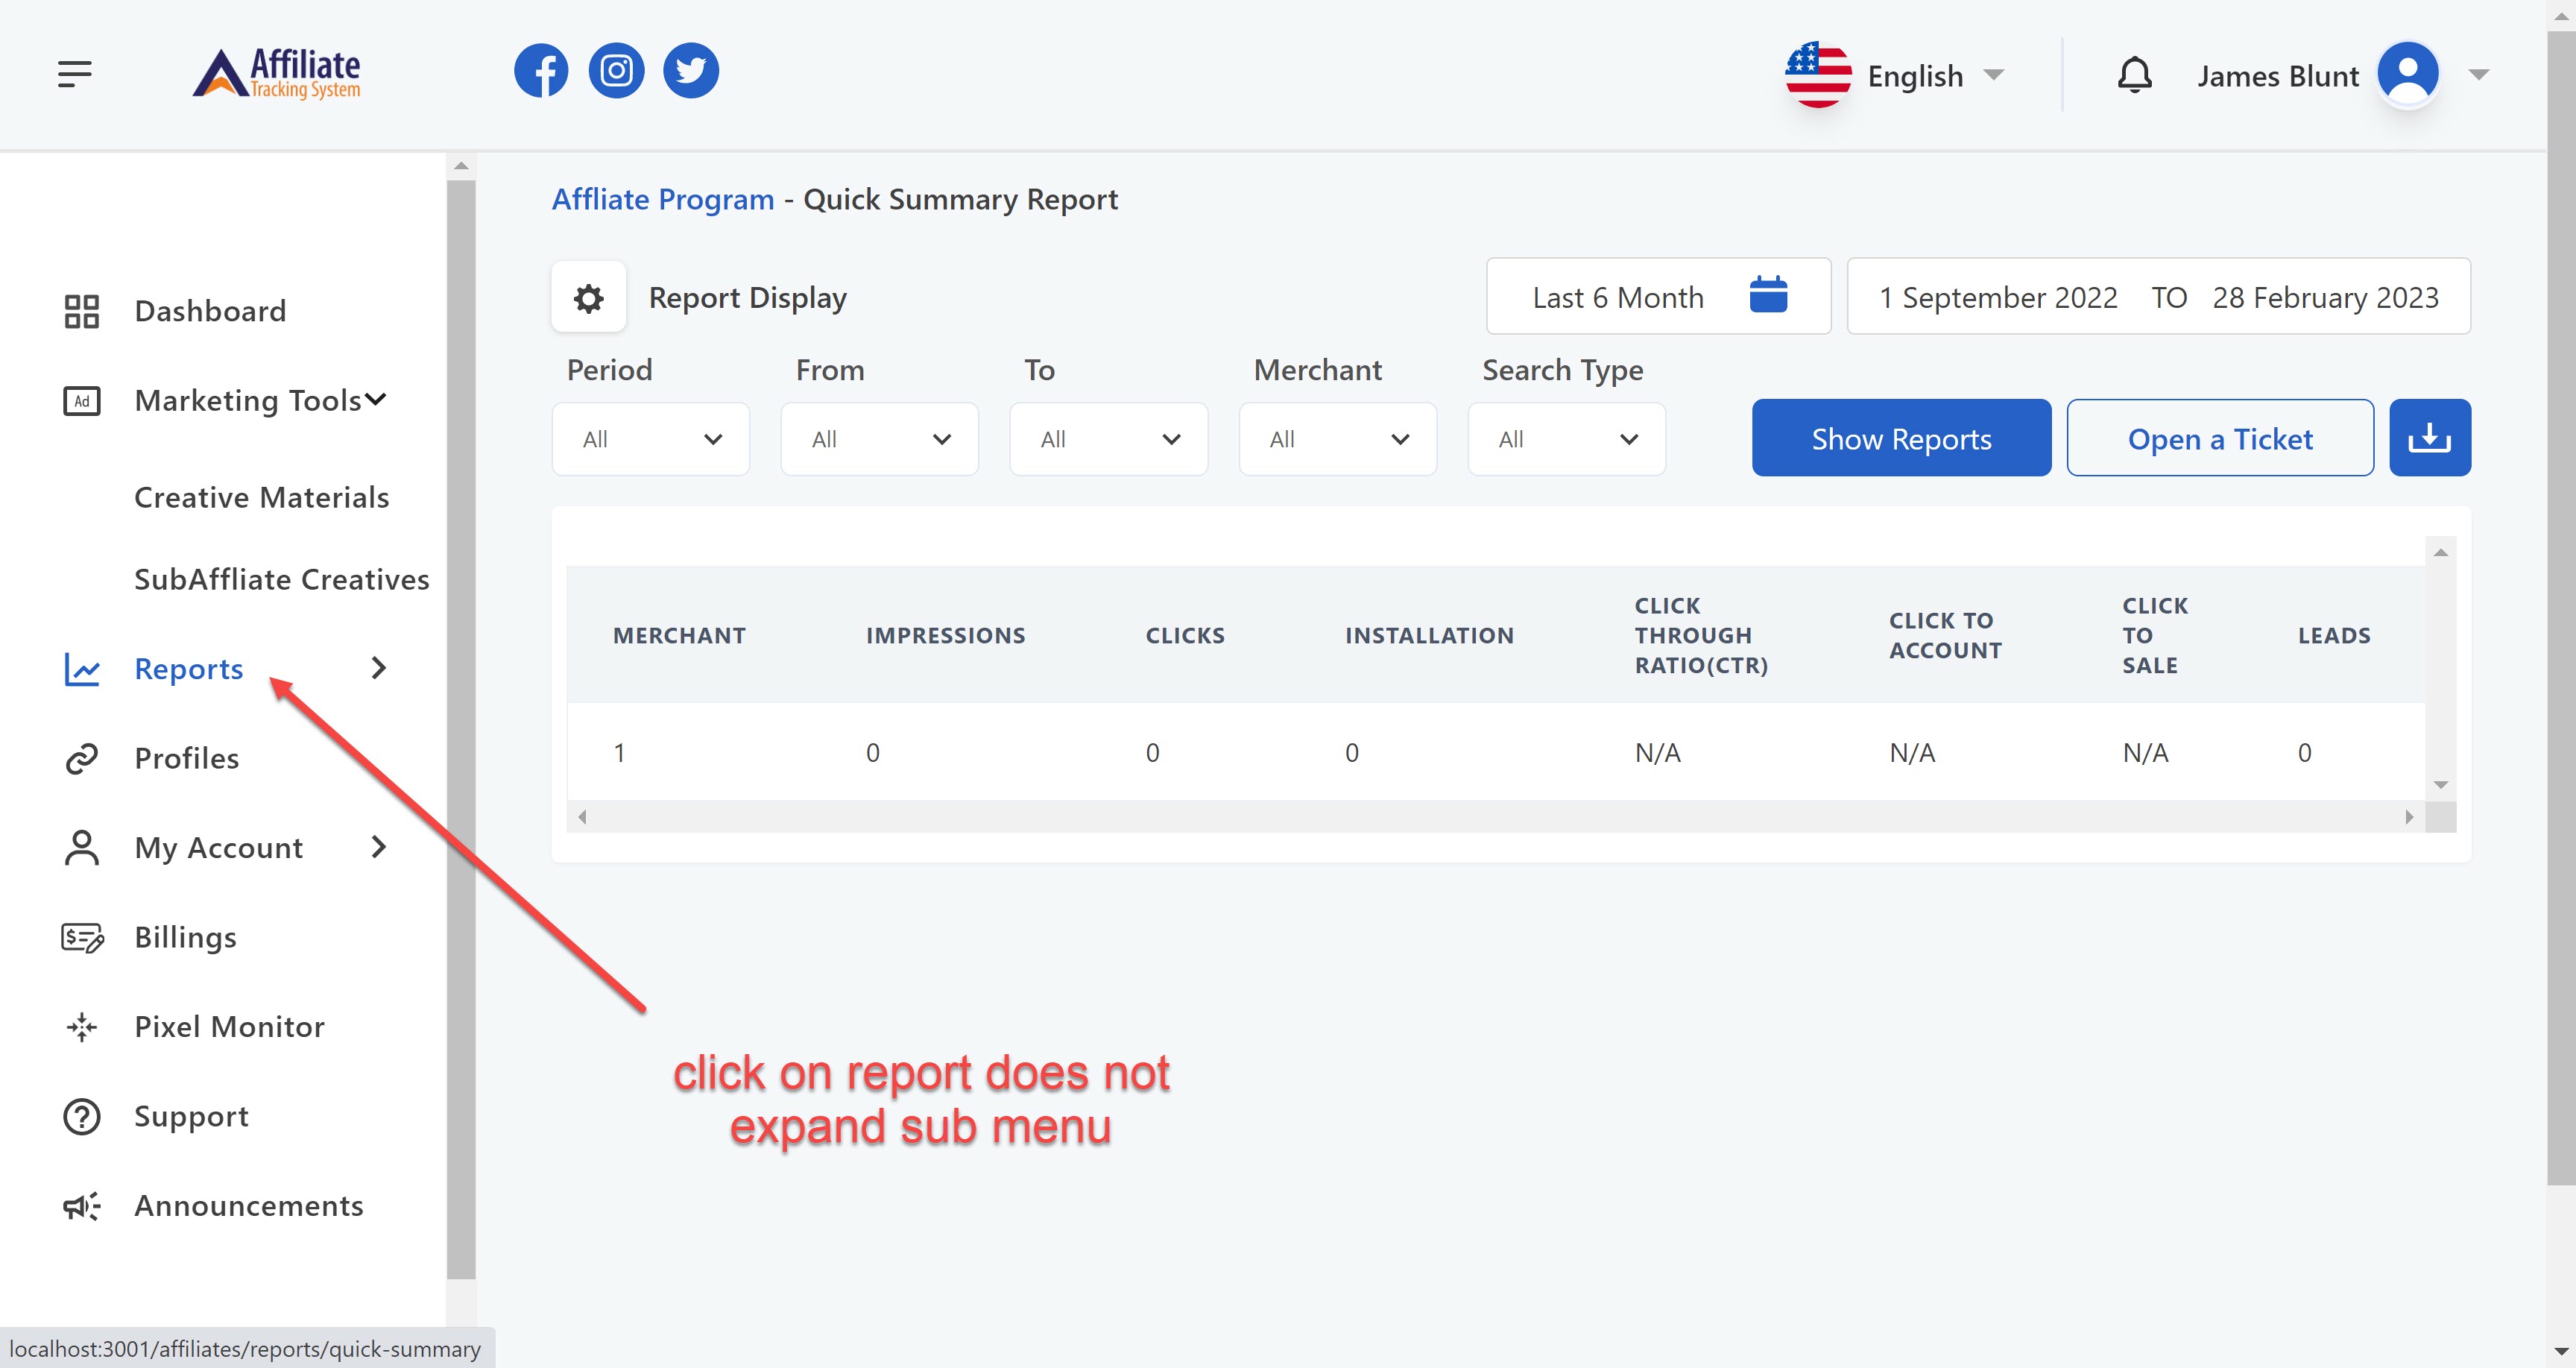 Affiliate
Tracking System
English
James Blunt
Affliate Program - Quick Summary Report
Report Display
Last 6 Month
1 September 2022 TO 28 February 2023
Period From To Merchant Search Type
All All All All All
Show Reports
Open a Ticket
Dashboard
Ad
Marketing Tools
Creative Materials
SubAffliate Creatives
Reports
Profiles
My Account
Billings
Pixel Monitor
Support
Announcements
MERCHANT IMPRESSIONS CLICKS INSTALLATION CLICK THROUGH RATIO(CTR) CLICK TO ACCOUNT CLICK TO SALE LEADS
1 0 0 0 N/A N/A N/A 0
click on report does not
expand sub menu
localhost:3001/affiliates/reports/quick-summary